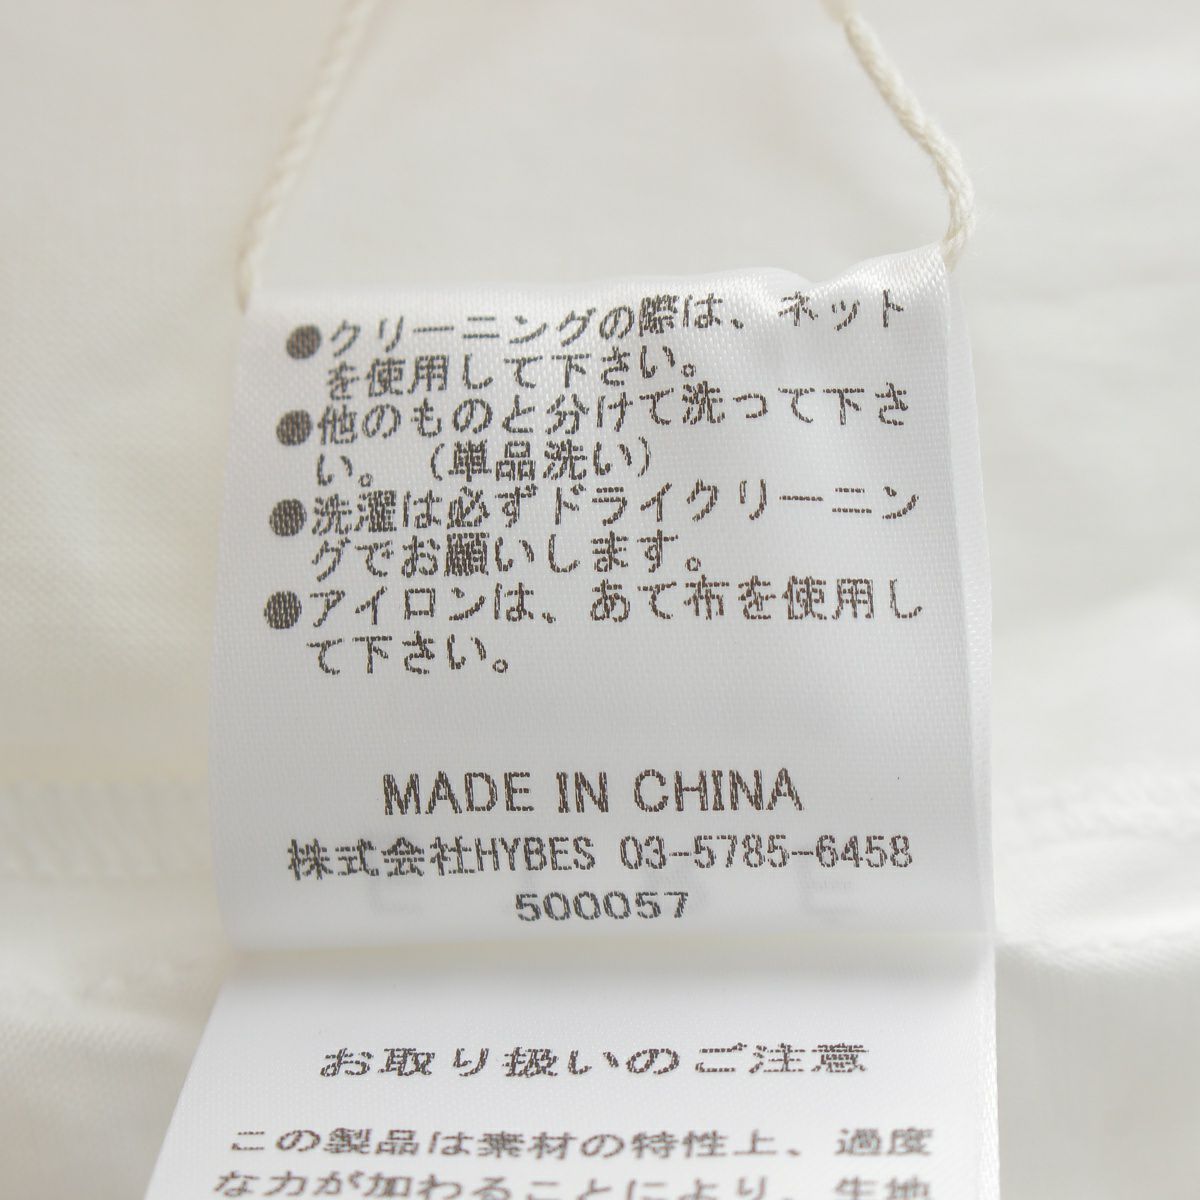 ●クリーニングの際は、ネット
を使用して下さい。
●他のものと分けて洗って下さ
い。（単品洗い）
●洗濯は必ずドライクリーニン
グでお願いします。
●アイロンは、あて布を使用し
て下さい。
MADE IN CHINA
株式会社HYBES 03-5785-6458
500057
お取り扱いのご注意
この製品は素材の特性上、過度
な力が加わることにより、生地